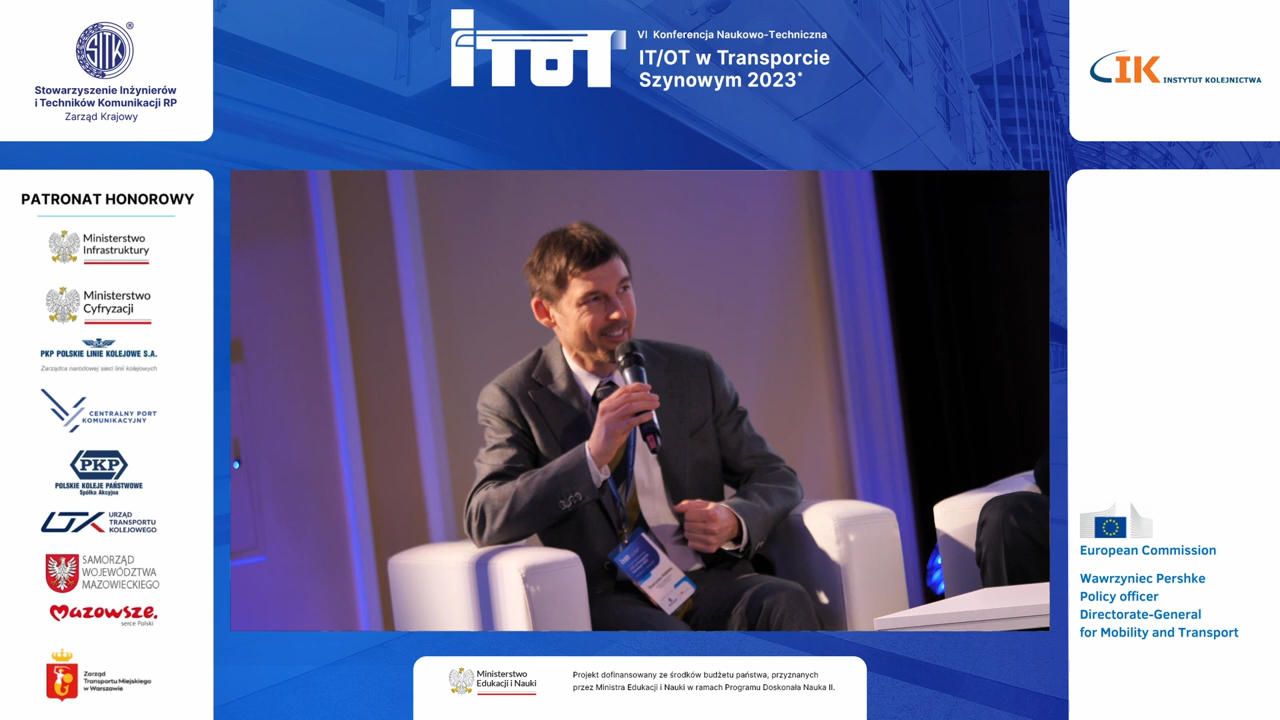 SITK
®
Stowarzyszenie Inżynierów
i Techników Komunikacji RP
Zarząd Krajowy
ITOT
VI Konferencja Naukowo-Techniczna
IT/OT w Transporcie
Szynowym 2023*
IK INSTYTUT KOLEJNICTWA
PATRONAT HONOROWY
Ministerstwo
Infrastruktury
Ministerstwo
Cyfryzacji
PKP POLSKIE LINIE KOLEJOWE S.A.
Zarządca narodowej sieci linii kolejowych
CENTRALNY PORT
KOMUNIKACYJNY
PKP
POLSKIE KOLEJE PAŃSTWOWE
Spółka Akcyjna
UTK
URZĄD
TRANSPORTU
KOLEJOWEGO
SAMORZĄD
WOJEWÓDZTWA
MAZOWIECKIEGO
Mazowsze.
serce Polski
Zarząd
Transportu Miejskiego
w Warszawie
European Commission
Wawrzyniec Pershke
Policy officer
Directorate-General
for Mobility and Transport
Ministerstwo
Edukacji i Nauki
Projekt dofinansowany ze środków budżetu państwa, przyznanych
przez Ministra Edukacji i Nauki w ramach Programu Doskonała Nauka II.